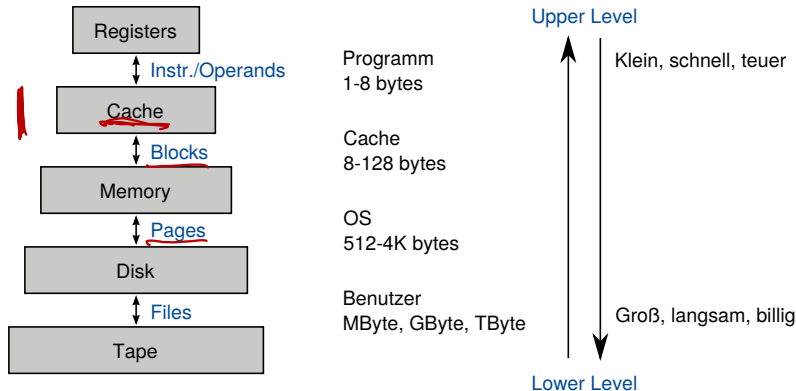 Registers
Instr./Operands
Cache
Blocks
Memory
Pages
Disk
Files
Tape
Programm
1-8 bytes
Cache
8-128 bytes
OS
512-4K bytes
Benutzer
MByte, GByte, TByte
Upper Level
Klein, schnell, teuer
Groß, langsam, billig
Lower Level